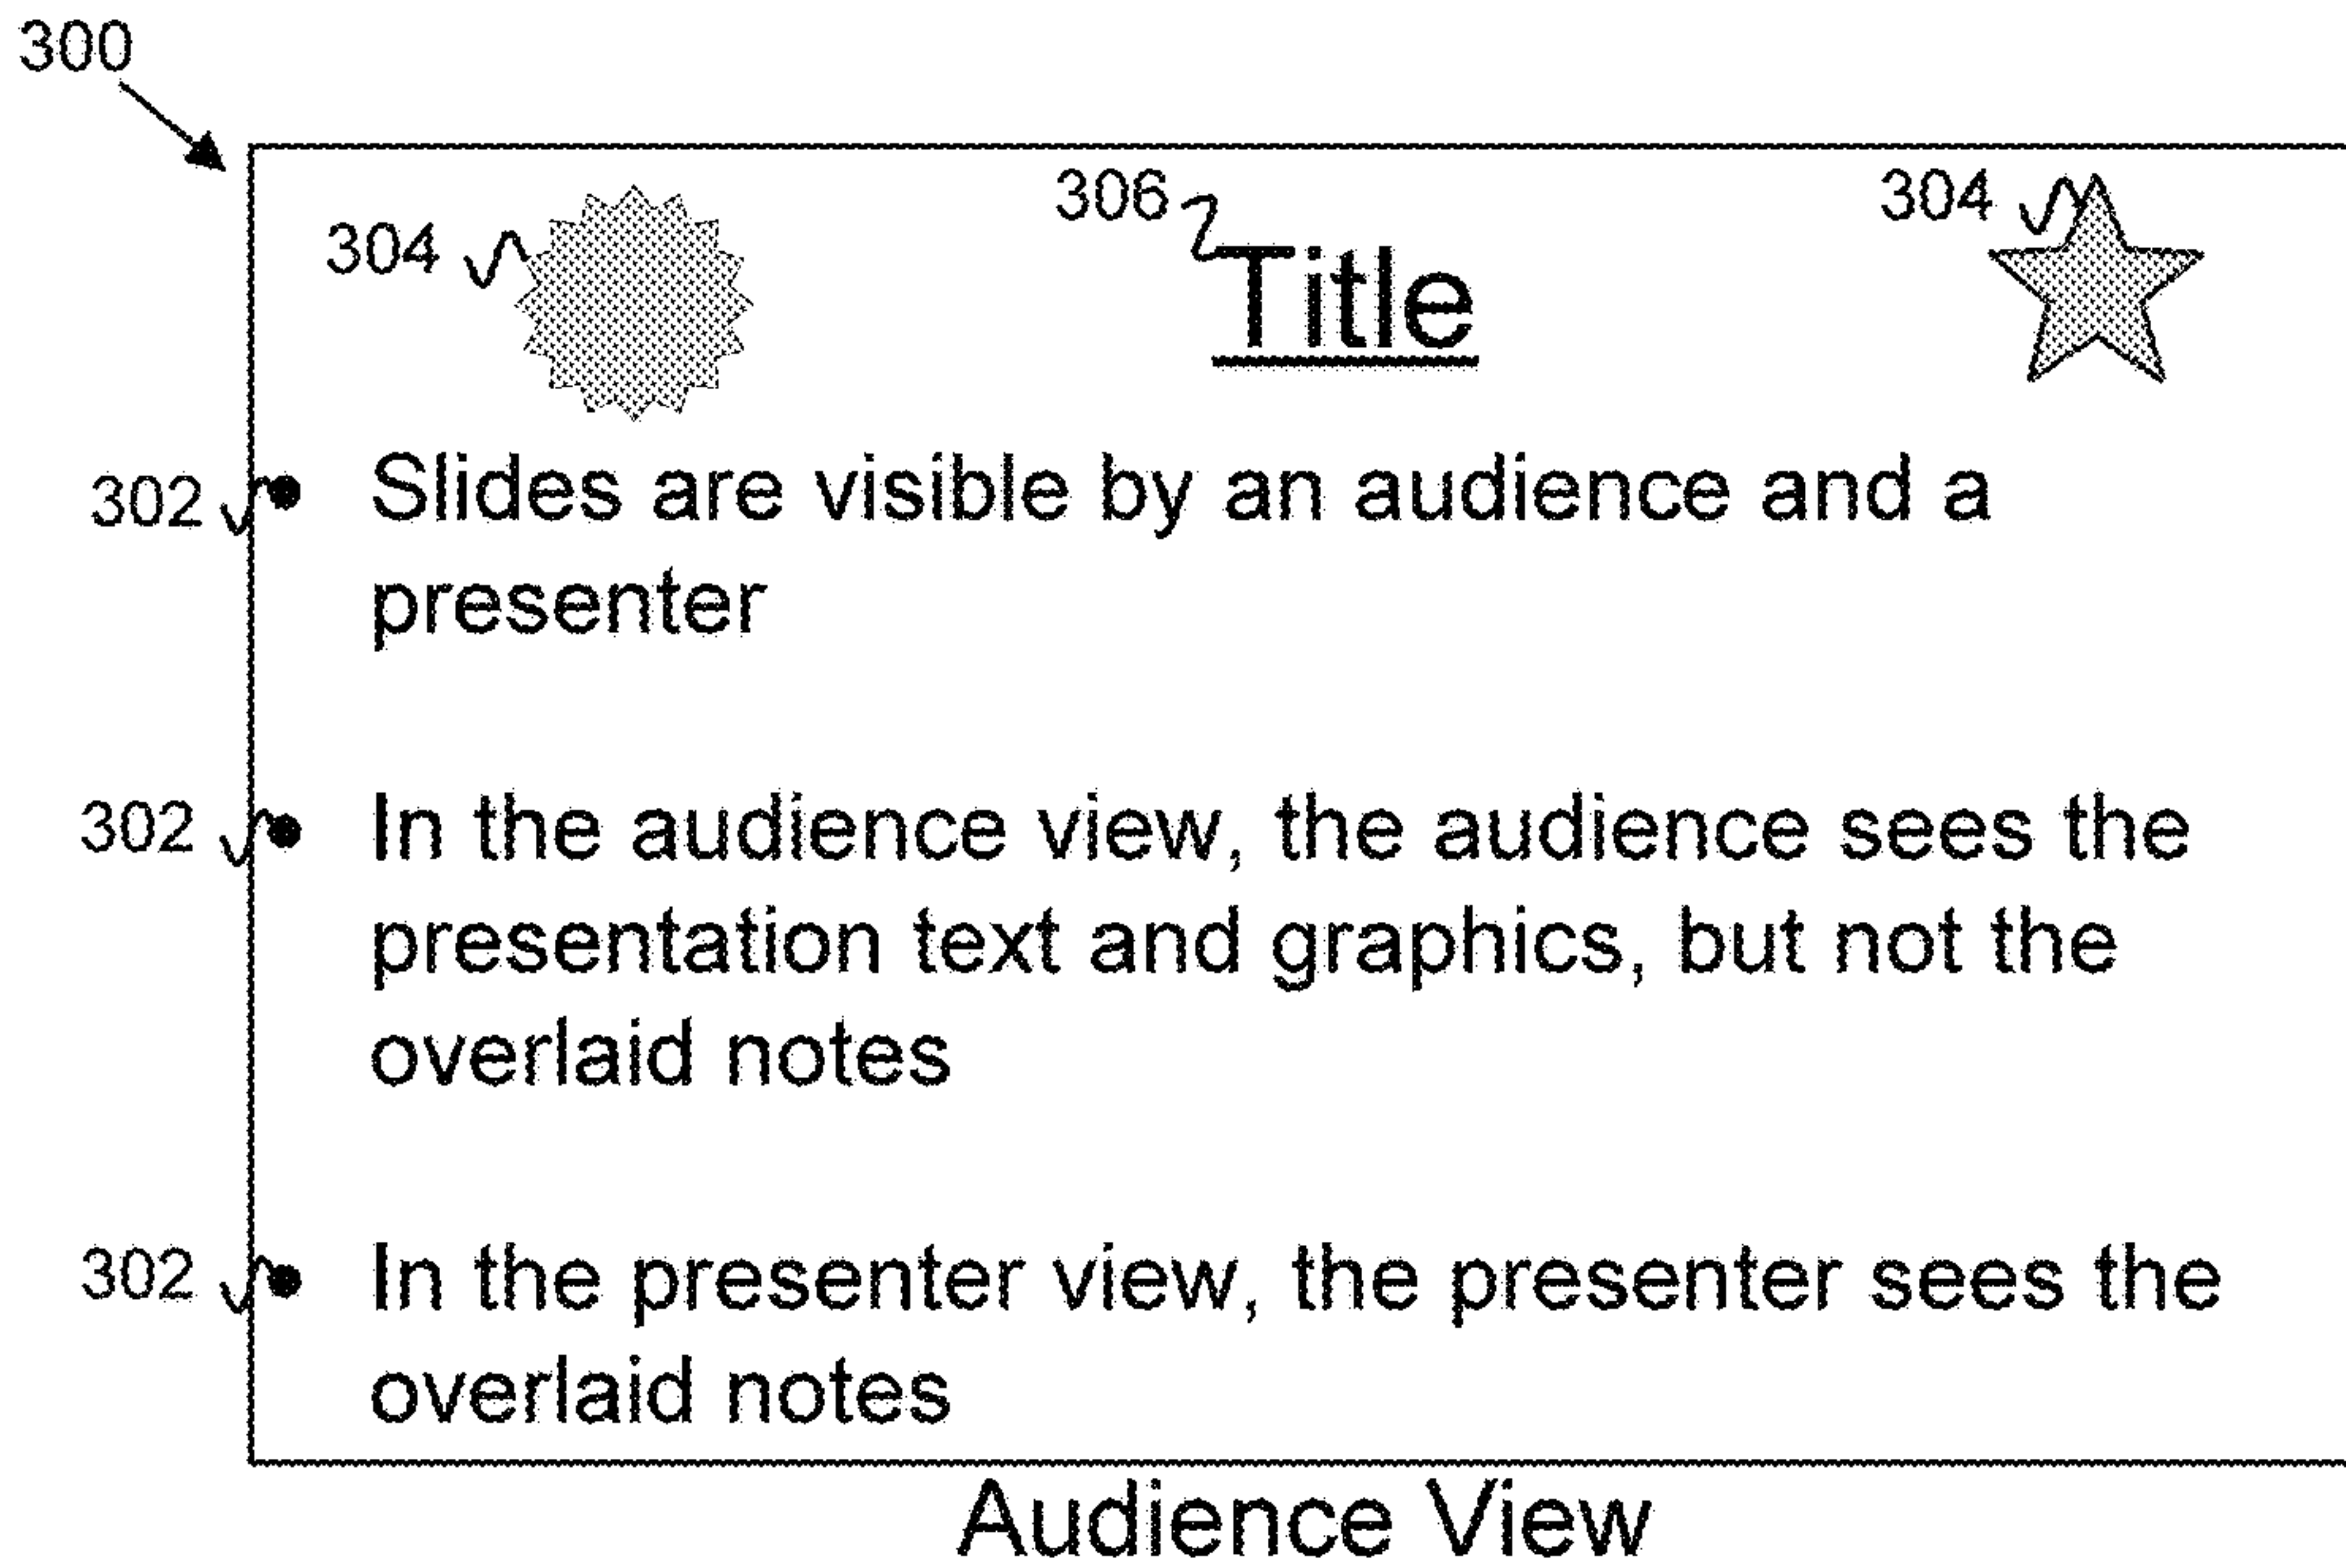 300
304
306
304
Title
302
• Slides are visible by an audience and a
presenter
302
• In the audience view, the audience sees the
presentation text and graphics, but not the
overlaid notes
302
• In the presenter view, the presenter sees the
overlaid notes
Audience View